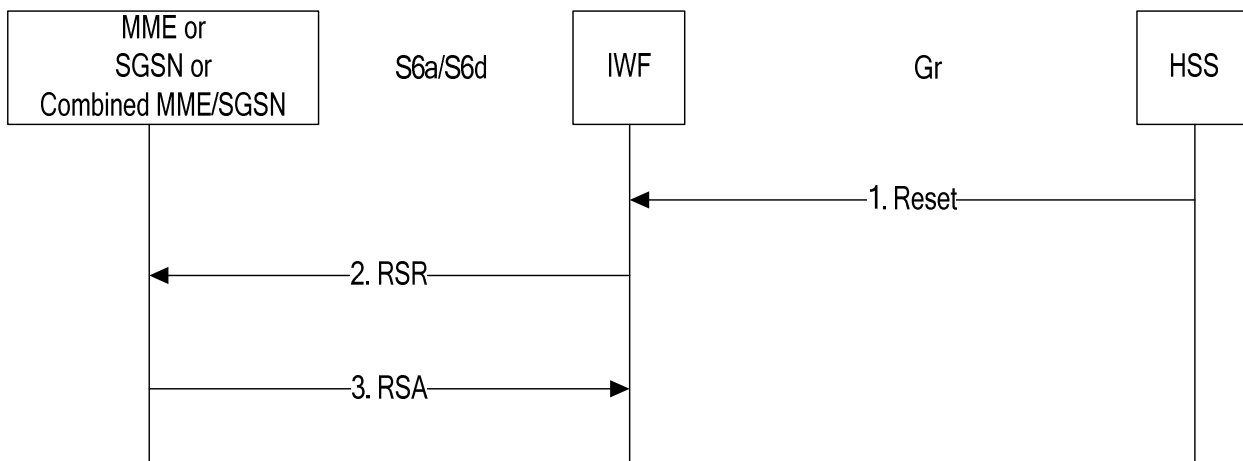 MME or
SGSN or
Combined MME/SGSN
S6a/S6d
IWF
Gr
HSS
1. Reset
2. RSR
3. RSA